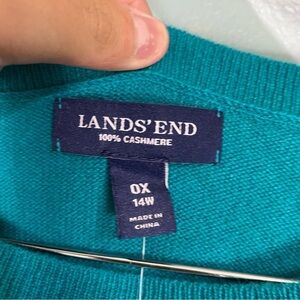 LANDS' END
100% CASHMERE
0X
14W
MADE IN
CHINA